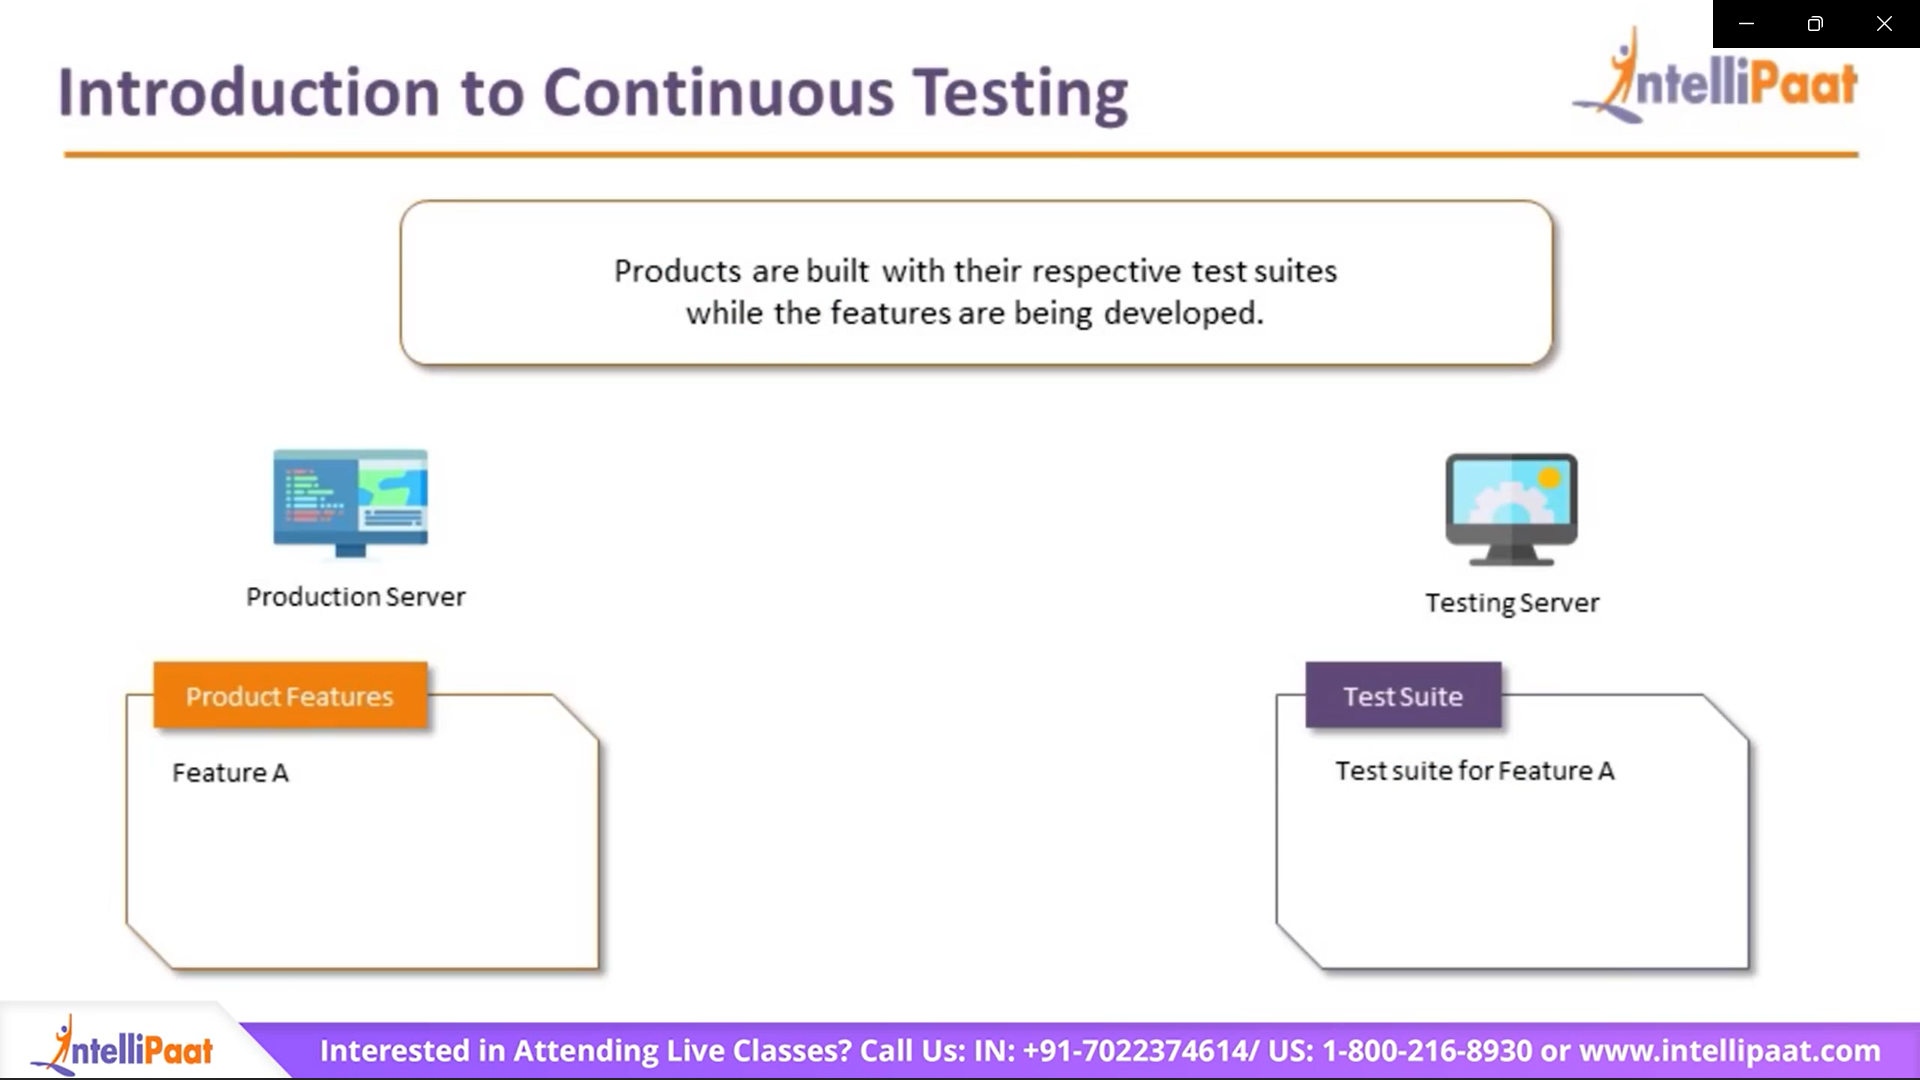 Introduction to Continuous Testing
IntelliPaat
Products are built with their respective test suites
while the features are being developed.
Production Server
Testing Server
Product Features
Feature A
Test Suite
Test suite for Feature A
IntelliPaat
Interested in Attending Live Classes? Call Us: IN: +91-7022374614/ US: 1-800-216-8930 or www.intellipaat.com